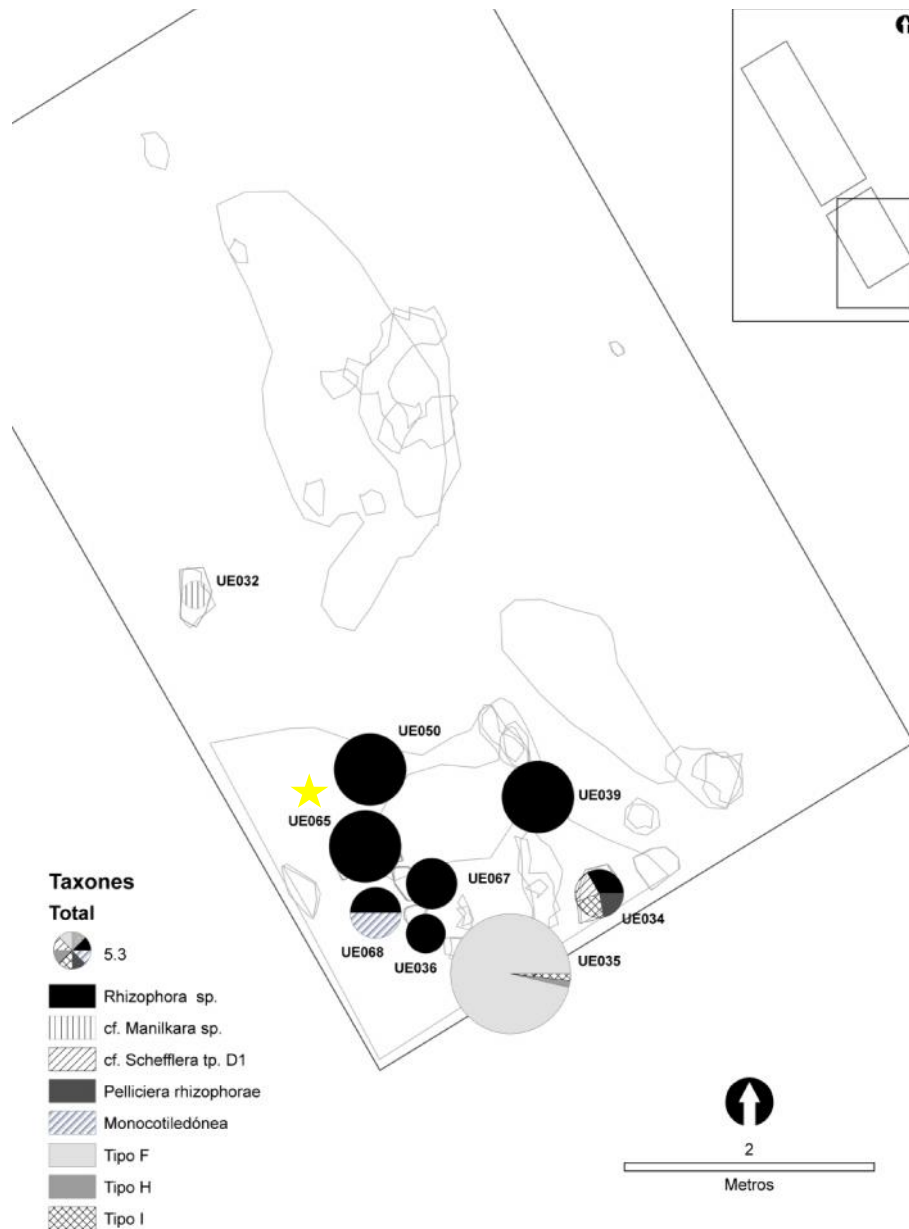 UE032
UE050
UE039
UE065
UE067
UE034
UE068
UE036
UE035
Taxones
Total
5.3
Rhizophora sp.
cf. Manilkara sp.
cf. Schefflera tp. D1
Pelliciera rhizophorae
Monocotiledónea
Tipo F
Tipo H
Tipo I
2
Metros